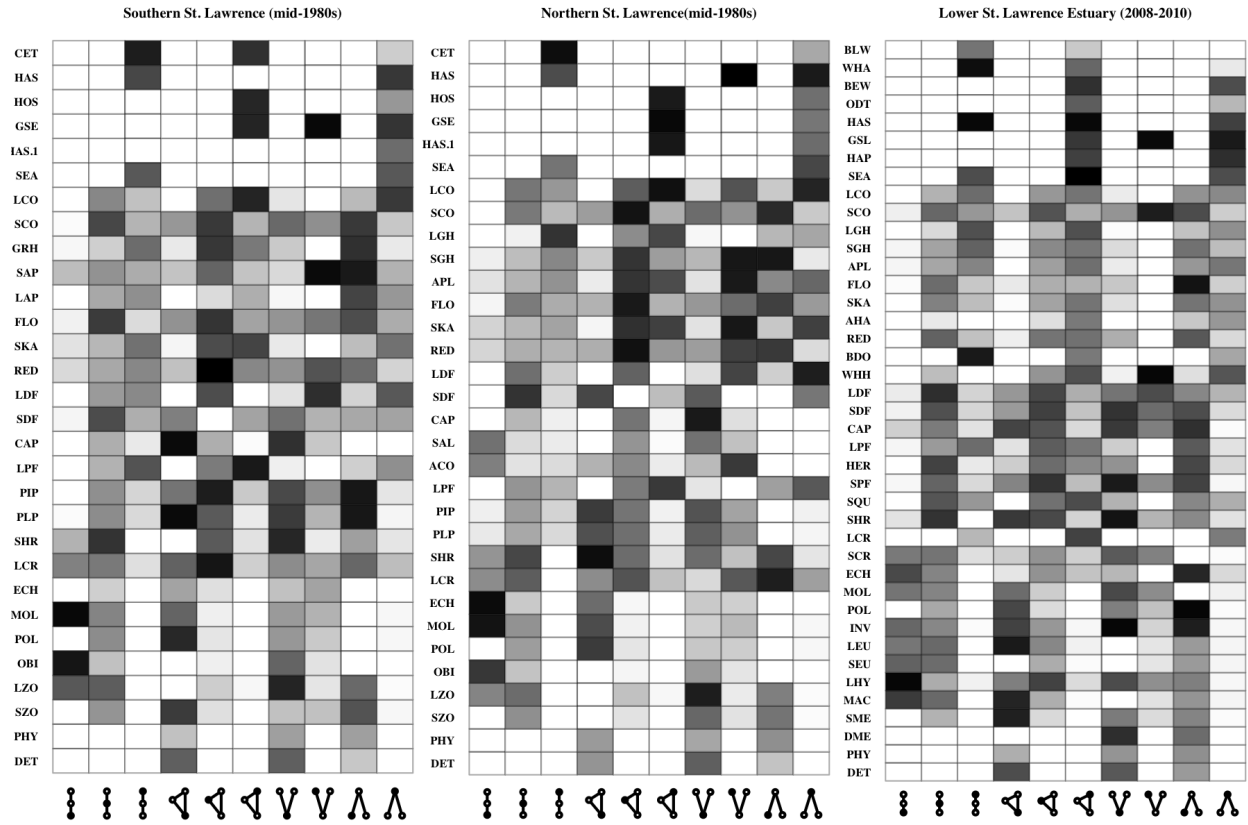 Southern St. Lawrence (mid-1980s)
CET
HAS
HOS
GSE
IAS.1
SEA
LCO
SCO
GRH
SAP
LAP
FLO
SKA
RED
LDF
SDF
CAP
LPF
PIP
PLP
SHR
LCR
ECH
MOL
POL
OBI
LZO
SZO
PHY
DET
Northern St. Lawrence(mid-1980s)
CET
HAS
HOS
GSE
HAS.1
SEA
LCO
SCO
LGH
SGH
APL
FLO
SKA
RED
LDF
SDF
CAP
SAL
ACO
LPF
PIP
PLP
SHR
LCR
ECH
MOL
POL
OBI
LZO
SZO
PHY
DET
Lower St. Lawrence Estuary (2008-2010)
BLW
WHA
BEW
ODT
HAS
GSL
HAP
SEA
LCO
SCO
LGH
SGH
APL
FLO
SKA
AHA
RED
BDO
WHH
LDF
SDF
CAP
LPF
HER
SPF
SQU
SHR
LCR
SCR
ECH
MOL
POL
INV
LEU
SEU
LHY
MAC
SME
DME
PHY
DET